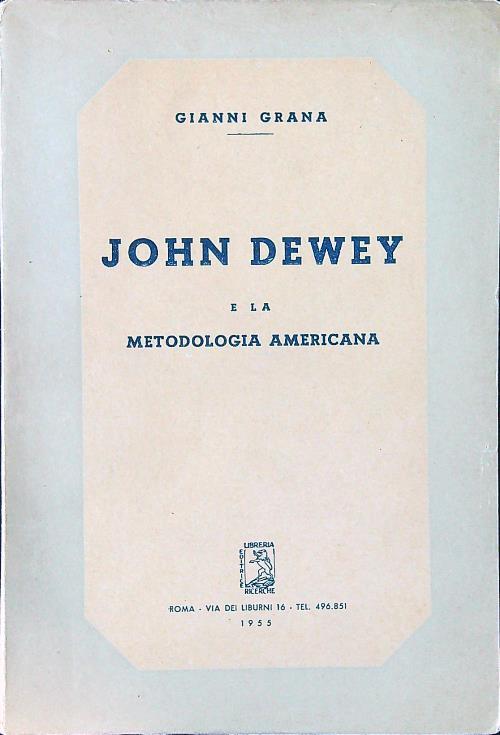 GIANNI GRANA
JOHN DEWEY
E LA
METODOLOGIA AMERICANA
LIBRERIA
EDITRICE
RICERCHE
ROMA - VIA DEI LIBURNI 16 - TEL. 496.851
1955